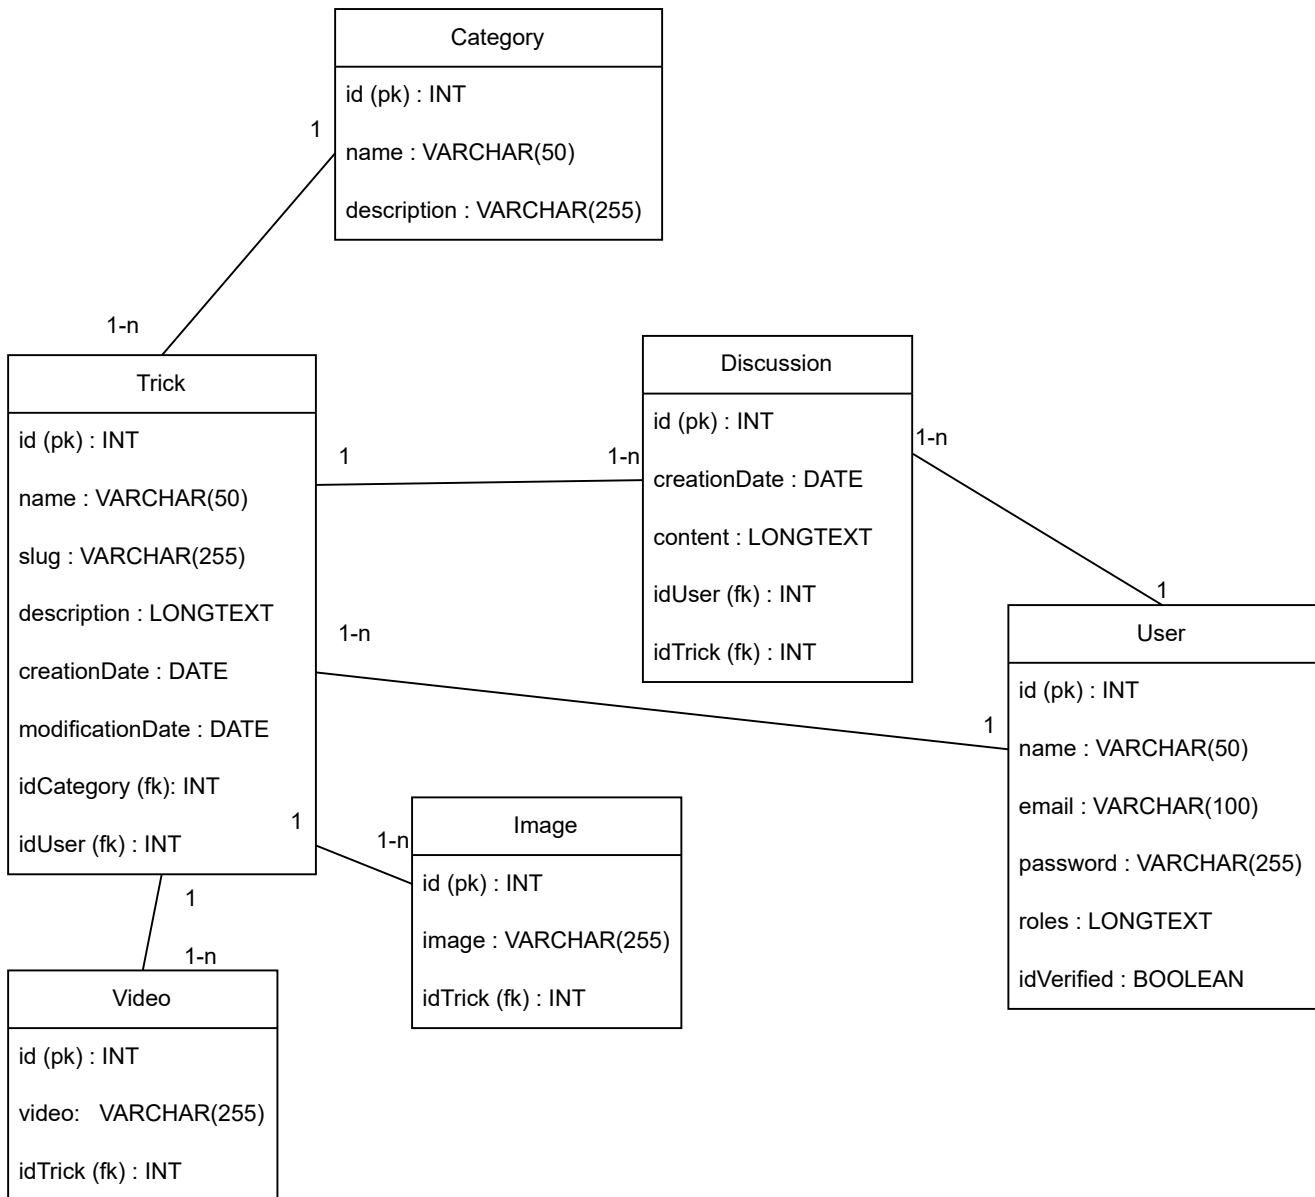 Category
id (pk) : INT
name : VARCHAR(50)
description : VARCHAR(255)
1
1-n
Trick
id (pk) : INT
name : VARCHAR(50)
slug : VARCHAR(255)
description : LONGTEXT
creationDate : DATE
modificationDate : DATE
idCategory (fk): INT
idUser (fk) : INT
1
1-n
Discussion
id (pk) : INT
creationDate : DATE
content : LONGTEXT
idUser (fk) : INT
idTrick (fk) : INT
1-n
1
1-n
1
User
id (pk) : INT
name : VARCHAR(50)
email : VARCHAR(100)
password : VARCHAR(255)
roles : LONGTEXT
idVerified : BOOLEAN
1
1-n
Image
id (pk) : INT
image : VARCHAR(255)
idTrick (fk) : INT
1
1-n
Video
id (pk) : INT
video: VARCHAR(255)
idTrick (fk) : INT